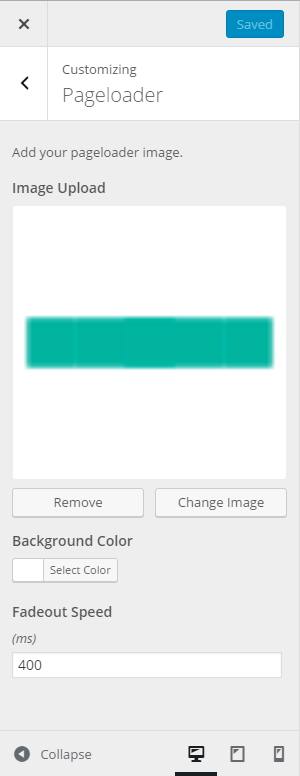 Saved
Customizing
Pageloader
Add your pageloader image.
Image Upload
Remove
Change Image
Background Color
Select Color
Fadeout Speed
(ms)
400
Collapse